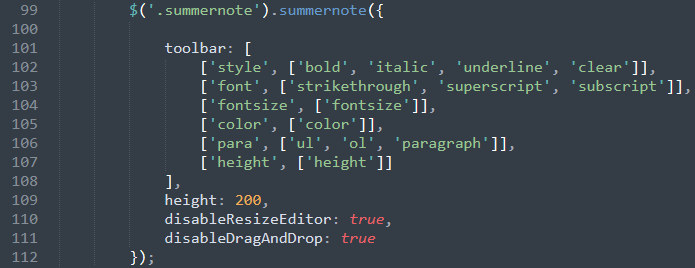 99 $('.summernote').summernote({
100
101 toolbar: [
102 ['style', ['bold', 'italic', 'underline', 'clear']],
103 ['font', ['strikethrough', 'superscript', 'subscript']],
104 ['fontsize', ['fontsize']],
105 ['color', ['color']],
106 ['para', ['ul', 'ol', 'paragraph']],
107 ['height', ['height']]
108 ],
109 height: 200,
110 disableResizeEditor: true,
111 disableDragAndDrop: true
112 });